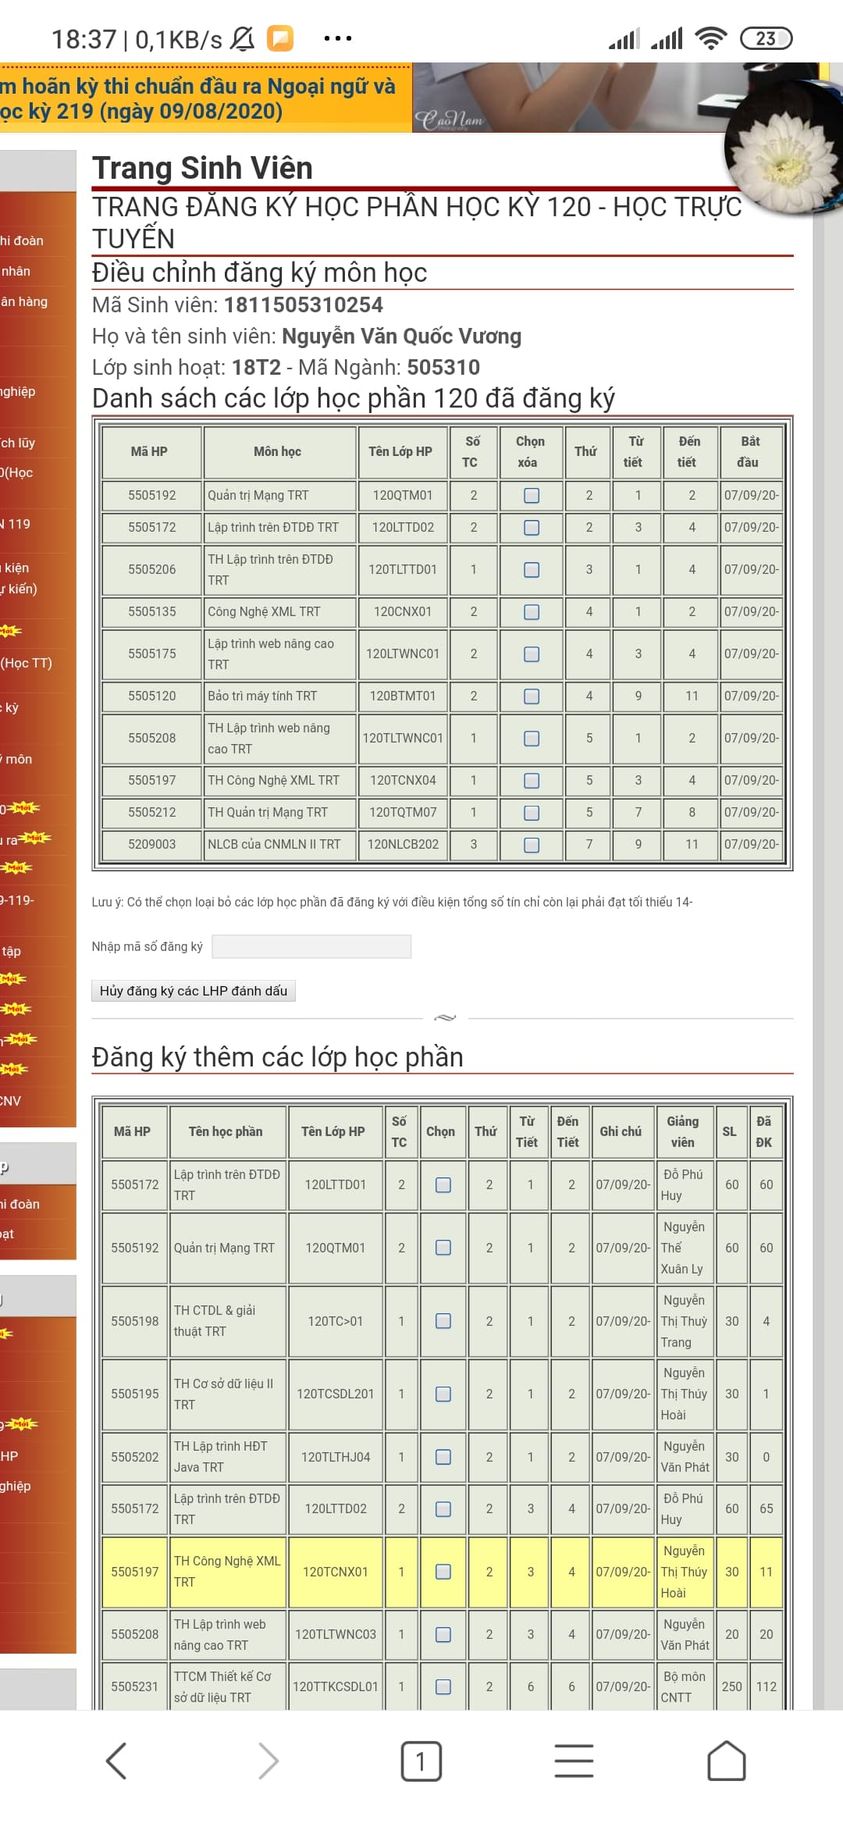 18:37 | 0,1KB/s
23
m hoãn kỳ thi chuẩn đầu ra Ngoại ngữ và
ọc kỳ 219 (ngày 09/08/2020)
CaoNam
Trang Sinh Viên
TRANG ĐĂNG KÝ HỌC PHẦN HỌC KỲ 120 - HỌC TRỰC
TUYẾN
Điều chỉnh đăng ký môn học
Mã Sinh viên: 1811505310254
Họ và tên sinh viên: Nguyễn Văn Quốc Vương
Lớp sinh hoạt: 18T2 - Mã Ngành: 505310
Danh sách các lớp học phần 120 đã đăng ký
Mã HP Môn học Tên Lớp HP Số TC Chọn xóa Thứ Từ tiết Đến tiết Bắt đầu
5505192 Quản trị Mạng TRT 120QTM01 2 2 1 2 07/09/20-
5505172 Lập trình trên ĐTDĐ TRT 120LTTD02 2 2 3 4 07/09/20-
5505206 TH Lập trình trên ĐTDĐ TRT 120TLTTD01 1 3 1 4 07/09/20-
5505135 Công Nghệ XML TRT 120CNX01 2 4 1 2 07/09/20-
5505175 Lập trình web nâng cao TRT 120LTWNC01 2 4 3 4 07/09/20-
5505120 Bảo trì máy tính TRT 120BTMT01 2 4 9 11 07/09/20-
5505208 TH Lập trình web nâng cao TRT 120TLTWNC01 1 5 1 2 07/09/20-
5505197 TH Công Nghệ XML TRT 120TCNX04 1 5 3 4 07/09/20-
5505212 TH Quản trị Mạng TRT 120TQTM07 1 5 7 8 07/09/20-
5209003 NLCB của CNMLN II TRT 120NLCB202 3 7 9 11 07/09/20-
Lưu ý: Có thể chọn loại bỏ các lớp học phần đã đăng ký với điều kiện tổng số tín chỉ còn lại phải đạt tối thiểu 14-
Nhập mã số đăng ký
Hủy đăng ký các LHP đánh dấu
Đăng ký thêm các lớp học phần
Mã HP Tên học phần Tên Lớp HP Số TC Chọn Thứ Từ Tiết Đến Tiết Ghi chú Giảng viên SL Đã ĐK
5505172 Lập trình trên ĐTDĐ TRT 120LTTD01 2 2 1 2 07/09/20- Đỗ Phú Huy 60 60
5505192 Quản trị Mạng TRT 120QTM01 2 2 1 2 07/09/20- Nguyễn Thế Xuân Ly 60 60
5505198 TH CTDL & giải thuật TRT 120TC>01 1 2 1 2 07/09/20- Nguyễn Thị Thuỳ Trang 30 4
5505195 TH Cơ sở dữ liệu II TRT 120TCSDL201 1 2 1 2 07/09/20- Nguyễn Thị Thúy Hoài 30 1
5505202 TH Lập trình HĐT Java TRT 120TLTHJ04 1 2 1 2 07/09/20- Nguyễn Văn Phát 30 0
5505172 Lập trình trên ĐTDĐ TRT 120LTTD02 2 2 3 4 07/09/20- Đỗ Phú Huy 60 65
5505197 TH Công Nghệ XML TRT 120TCNX01 1 2 3 4 07/09/20- Nguyễn Thị Thúy Hoài 30 11
5505208 TH Lập trình web nâng cao TRT 120TLTWNC03 1 2 3 4 07/09/20- Nguyễn Văn Phát 20 20
5505231 TTCM Thiết kế Cơ sở dữ liệu TRT 120TTKCSDL01 1 2 6 6 07/09/20- Bộ môn CNTT 250 112
hi đoàn
nhân
ân hàng
nghiệp
ch lũy
0(Học
N 119
kiện
ự kiến)
(Học TT)
kỳ
ý môn
0
ra
9-119-
tập
CNV
p
ni đoàn
oạt
HP
ghiệp
1